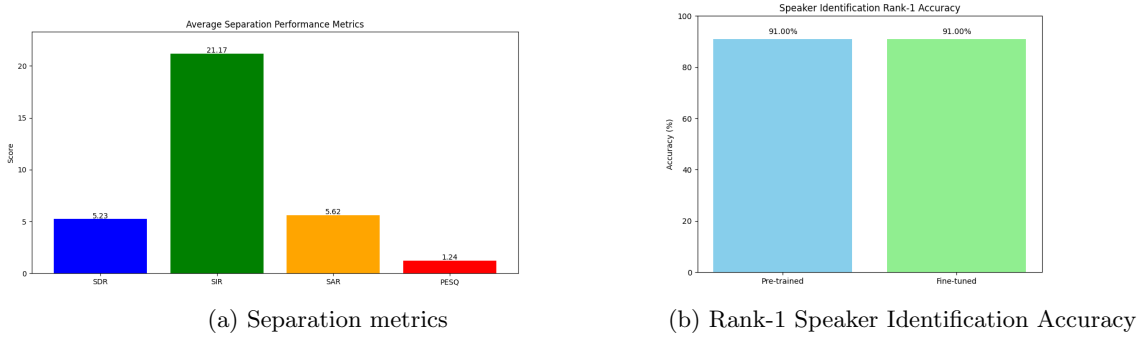 Average Separation Performance Metrics
Score
20
15
10
5
0
5.23
21.17
5.62
1.24
SDR
SIR
SAR
PESQ
(a) Separation metrics
Speaker Identification Rank-1 Accuracy
Accuracy (%)
100
80
60
40
20
0
91.00%
91.00%
Pre-trained
Fine-tuned
(b) Rank-1 Speaker Identification Accuracy